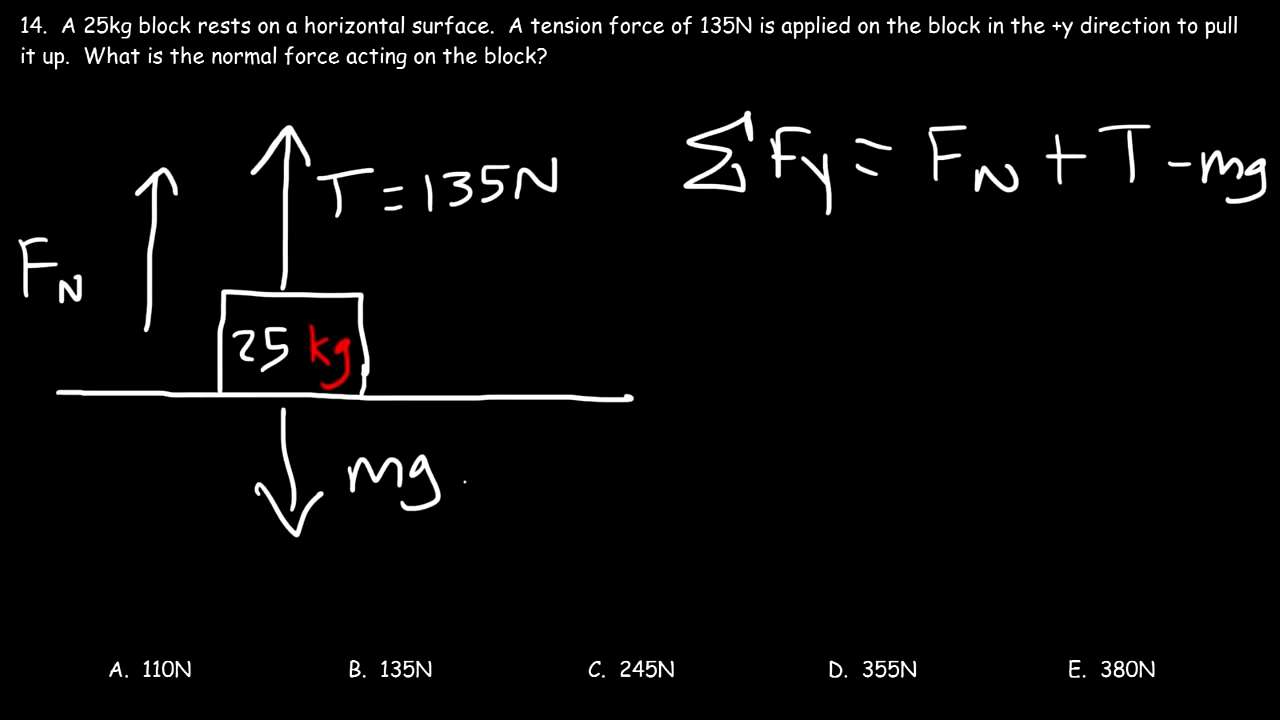 14. A 25kg block rests on a horizontal surface. A tension force of 135N is applied on the block in the +y direction to pull
it up. What is the normal force acting on the block?
ΣFy = FN + T - mg
T = 135N
FN
25 kg
mg
A. 110N B. 135N C. 245N D. 355N E. 380N